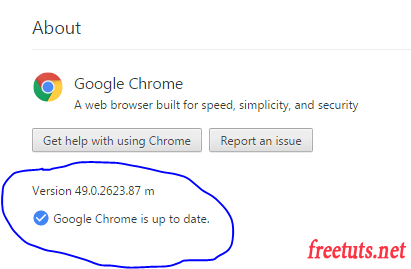 About
Google Chrome
A web browser built for speed, simplicity, and security
Get help with using Chrome
Report an issue
Version 49.0.2623.87 m
Google Chrome is up to date.
freetuts.net